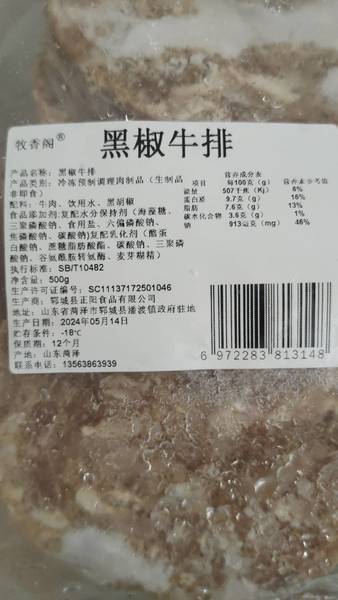 牧香阁®
黑椒牛排
产品名称：黑椒牛排
产品类别：冷冻预制调理肉制品（生制品
非即食）
配料：牛肉、饮用水、黑胡椒
食品添加剂:复配水分保持剂（海藻糖、
三聚磷酸钠、食用盐、六偏磷酸钠、
焦磷酸钠、碳酸钠)复配乳化剂（酪蛋
白酸钠、蔗糖脂肪酸酯、碳酸钠、三聚磷
酸钠、谷氨酰胺转氨酶、麦芽糊精）
执行标准：SB/T10482
净含量：500g
生产许可证编号：SC11137172501046
生产商：郓城县正阳食品有限公司
地址：山东省菏泽市郓城县潘渡镇政府驻地
生产日期：2024年05月14日
贮存条件：-18℃
保质期：12个月
产地：山东菏泽
联系电话：13563863939
营养成分表
项目 每100克（g） 营养素参考值
能量 507千焦（Kj） 6%
蛋白质 9.7克（g） 16%
脂肪 7.6克（g） 13%
碳水化合物 3.6克（g） 1%
钠 913毫克（mg） 46%
6 972283 813148